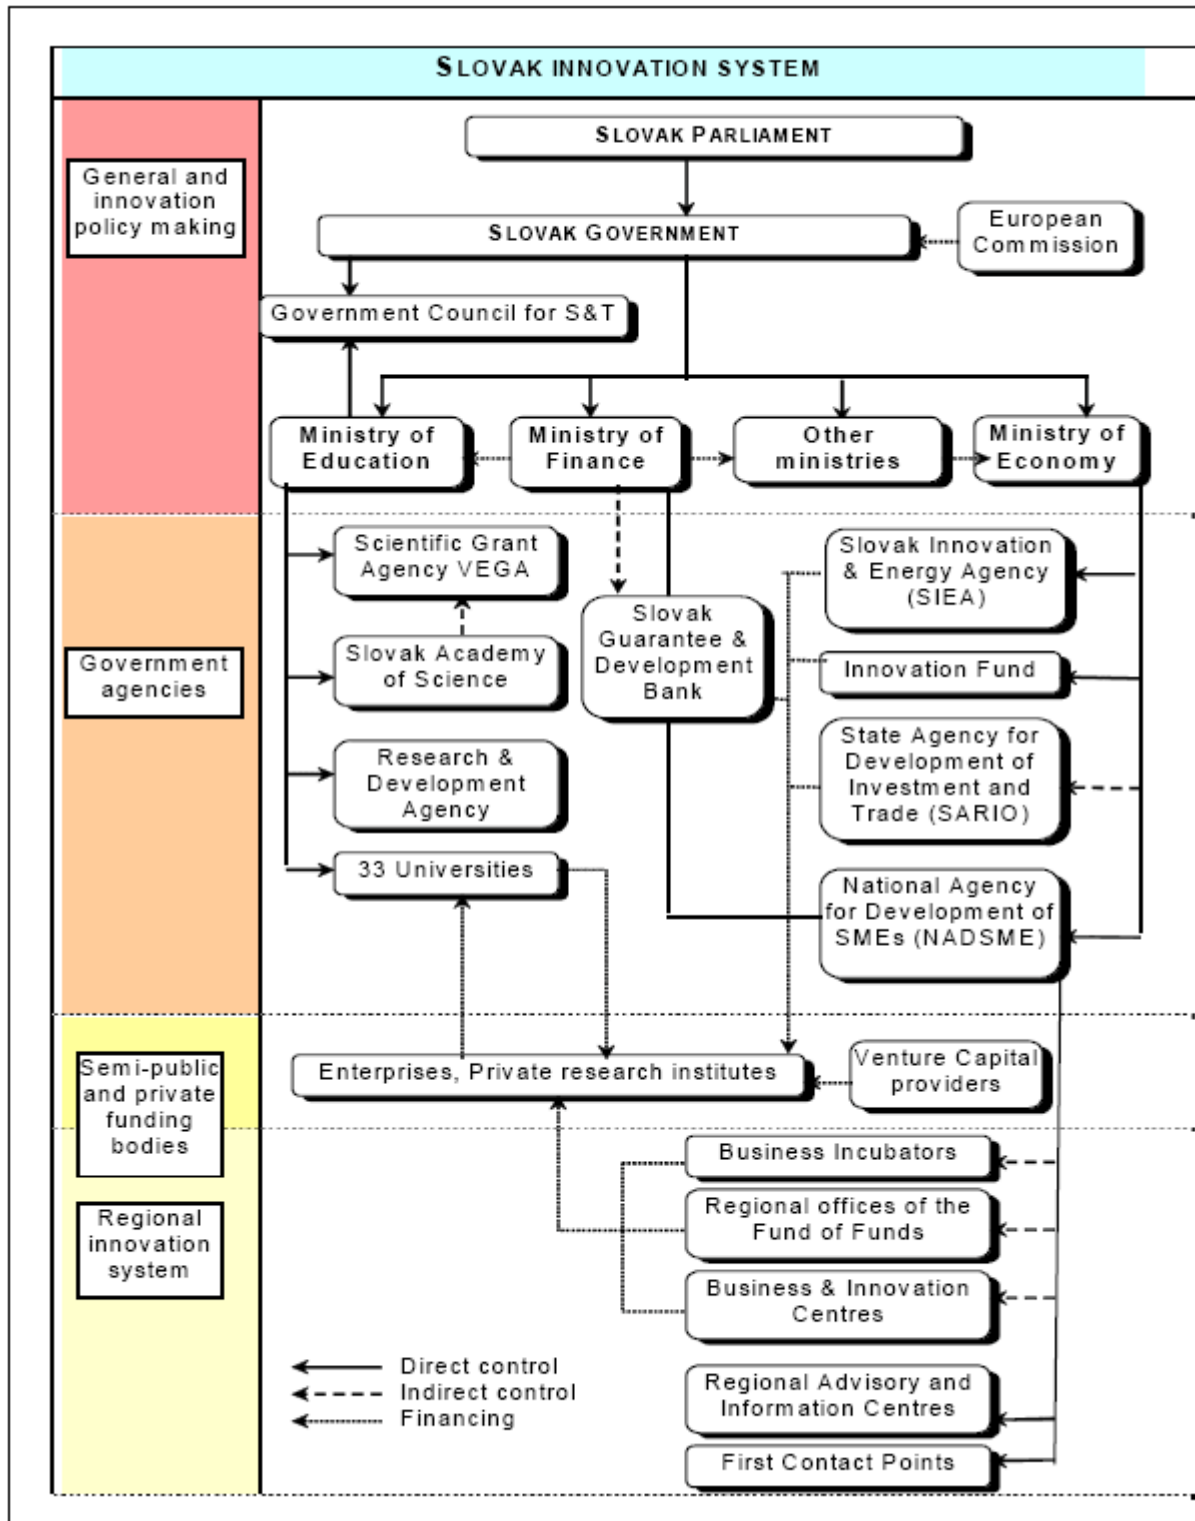 SLOVAK INNOVATION SYSTEM
SLOVAK PARLIAMENT
General and
innovation
policy making
SLOVAK GOVERNMENT
European
Commission
Government Council for S&T
Ministry of
Education
Ministry of
Finance
Other
ministries
Ministry of
Economy
Government
agencies
Scientific Grant
Agency VEGA
Slovak Academy
of Science
Research &
Development
Agency
33 Universities
Slovak
Guarantee &
Development
Bank
Slovak Innovation
& Energy Agency
(SIEA)
Innovation Fund
State Agency for
Development of
Investment and
Trade (SARIO)
National Agency
for Development of
SMEs (NADSME)
Semi-public
and private
funding
bodies
Enterprises, Private research institutes
Venture Capital
providers
Regional
innovation
system
Business Incubators
Regional offices of the
Fund of Funds
Business & Innovation
Centres
Regional Advisory and
Information Centres
First Contact Points
Direct control
Indirect control
Financing